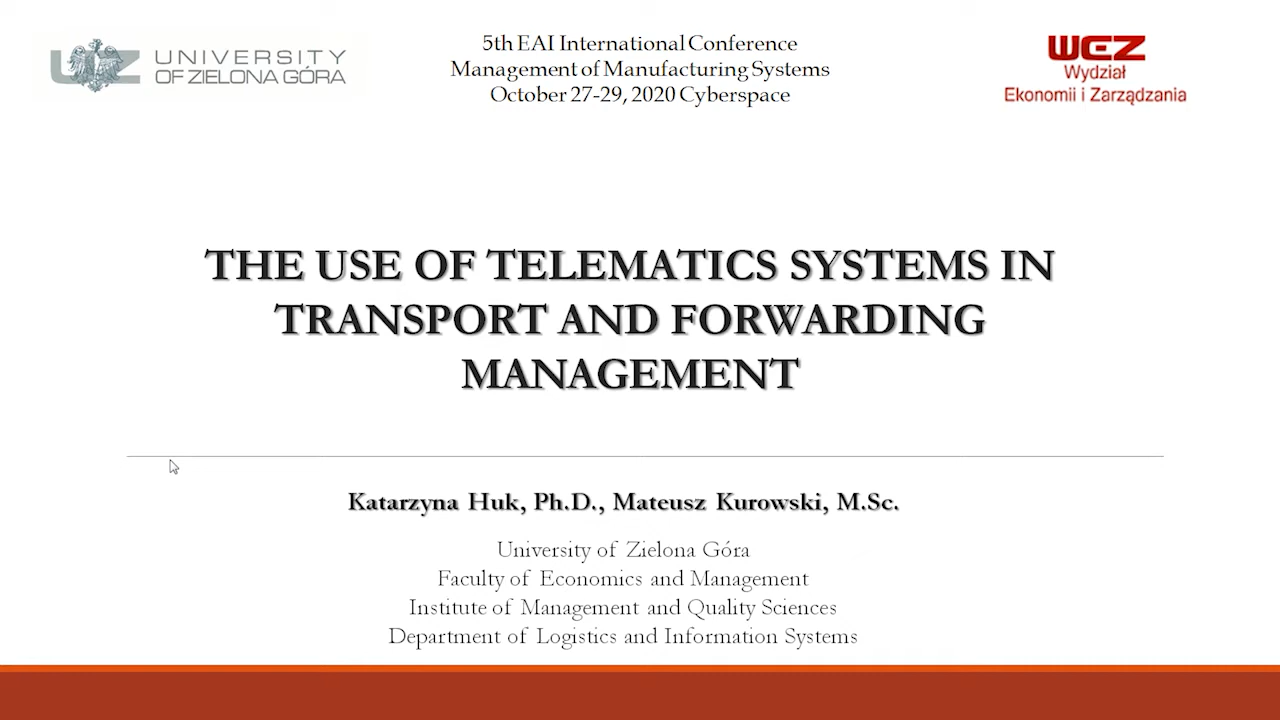 UNIVERSITY
OF ZIELONA GÓRA
5th EAI International Conference
Management of Manufacturing Systems
October 27-29, 2020 Cyberspace
WEZ
Wydział
Ekonomii i Zarządzania
THE USE OF TELEMATICS SYSTEMS IN
TRANSPORT AND FORWARDING
MANAGEMENT
Katarzyna Huk, Ph.D., Mateusz Kurowski, M.Sc.
University of Zielona Góra
Faculty of Economics and Management
Institute of Management and Quality Sciences
Department of Logistics and Information Systems